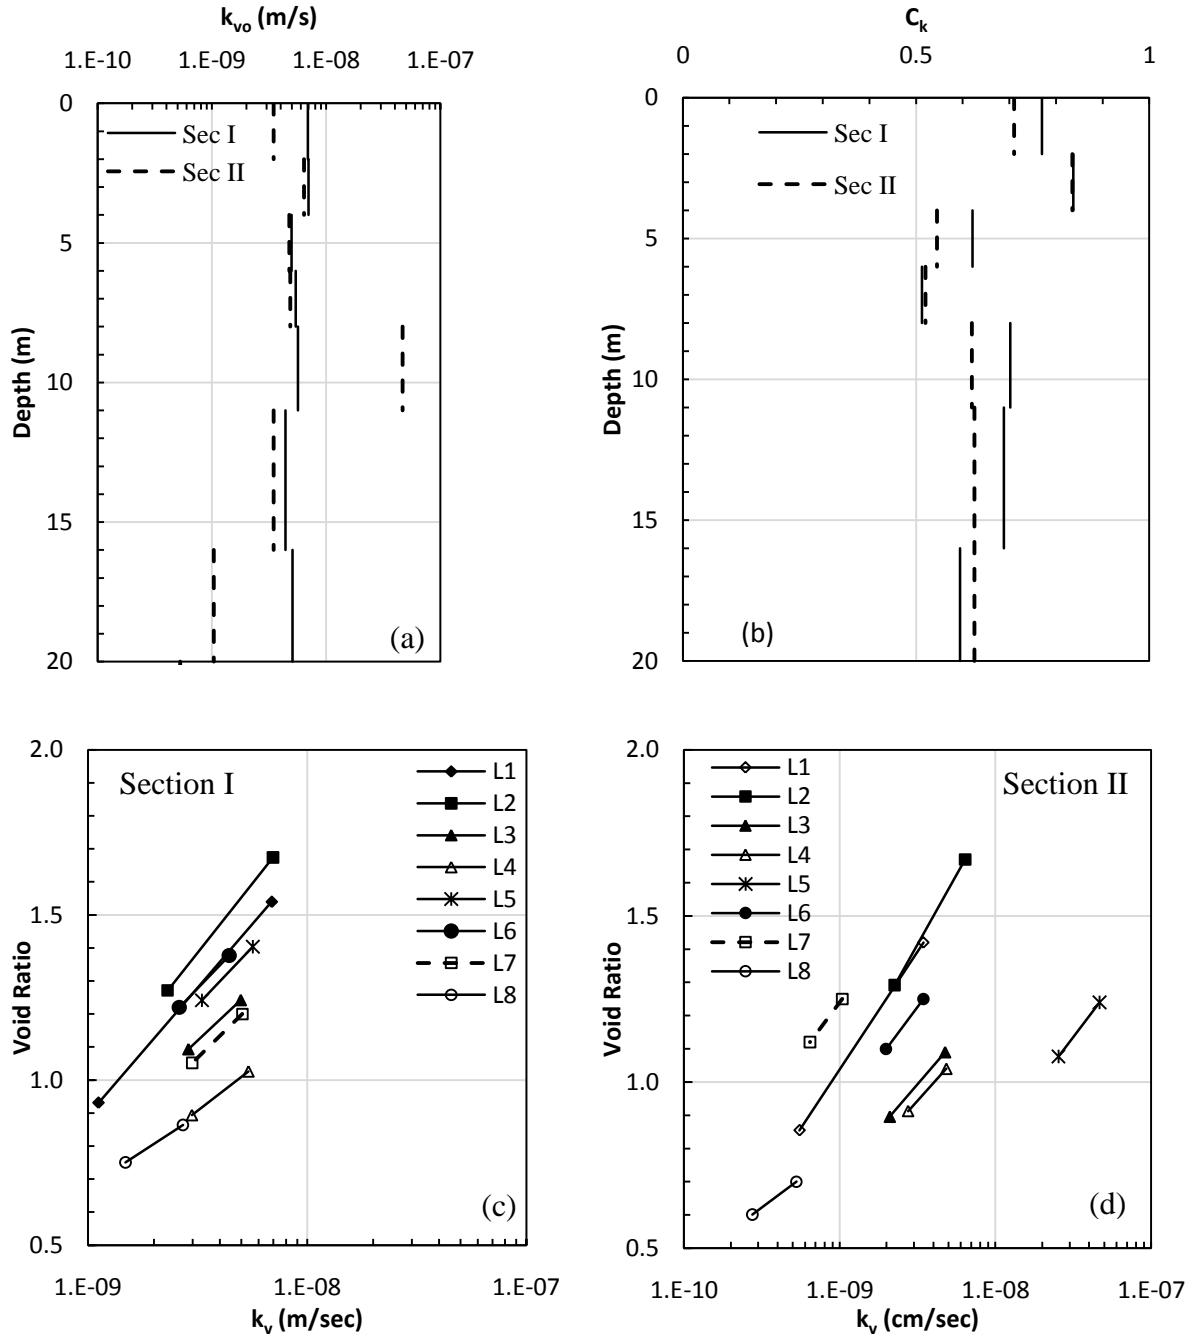 k_vo (m/s)
1.E-10 1.E-09 1.E-08 1.E-07
0
5
10
15
20
Depth (m)
Sec I
Sec II
(a)
C_k
0 0.5 1
0
5
10
15
20
Depth (m)
Sec I
Sec II
(b)
2.0
1.5
1.0
0.5
Void Ratio
Section I
L1
L2
L3
L4
L5
L6
L7
L8
(c)
1.E-09 1.E-08 1.E-07
k_v (m/sec)
2.0
1.5
1.0
0.5
Void Ratio
L1
L2
L3
L4
L5
L6
L7
L8
Section II
(d)
1.E-10 1.E-09 1.E-08 1.E-07
k_v (cm/sec)